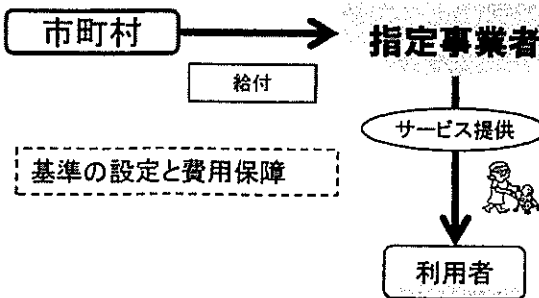 市町村
指定事業者
給付
サービス提供
基準の設定と費用保障
利用者